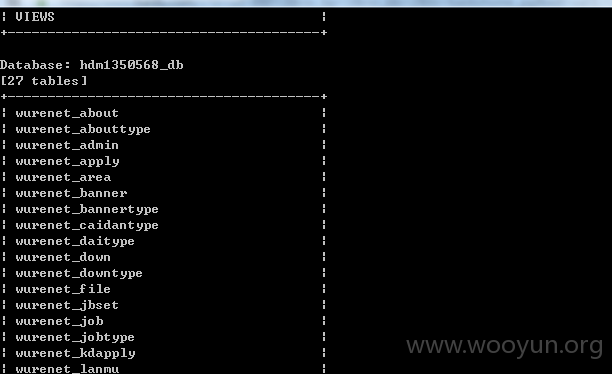 | VIEWS |
+---------------------------------------+
Database: hdm1350568_db
[27 tables]
+---------------------------------------+
| wurenet_about |
| wurenet_abouttype |
| wurenet_admin |
| wurenet_apply |
| wurenet_area |
| wurenet_banner |
| wurenet_bannertype |
| wurenet_caidantype |
| wurenet_daitype |
| wurenet_down |
| wurenet_downtype |
| wurenet_file |
| wurenet_jbset |
| wurenet_job |
| wurenet_jobtype |
| wurenet_kdapply |
| wurenet_lanmu |
www.wooyun.org